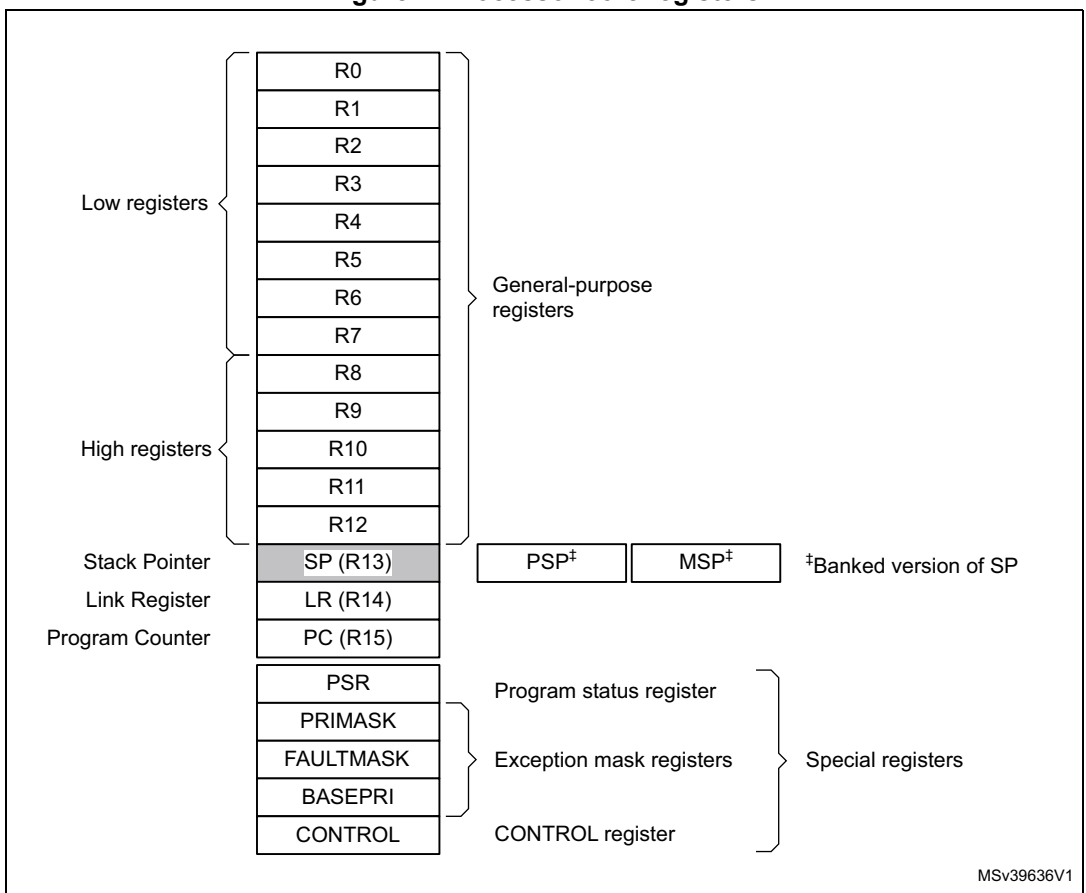 R0
R1
R2
R3
Low registers
R4
R5
General-purpose
registers
R6
R7
R8
R9
High registers
R10
R11
R12
Stack Pointer SP (R13) PSP‡ MSP‡ ‡Banked version of SP
Link Register LR (R14)
Program Counter PC (R15)
PSR Program status register
PRIMASK
FAULTMASK Exception mask registers Special registers
BASEPRI
CONTROL CONTROL register
MSv39636V1